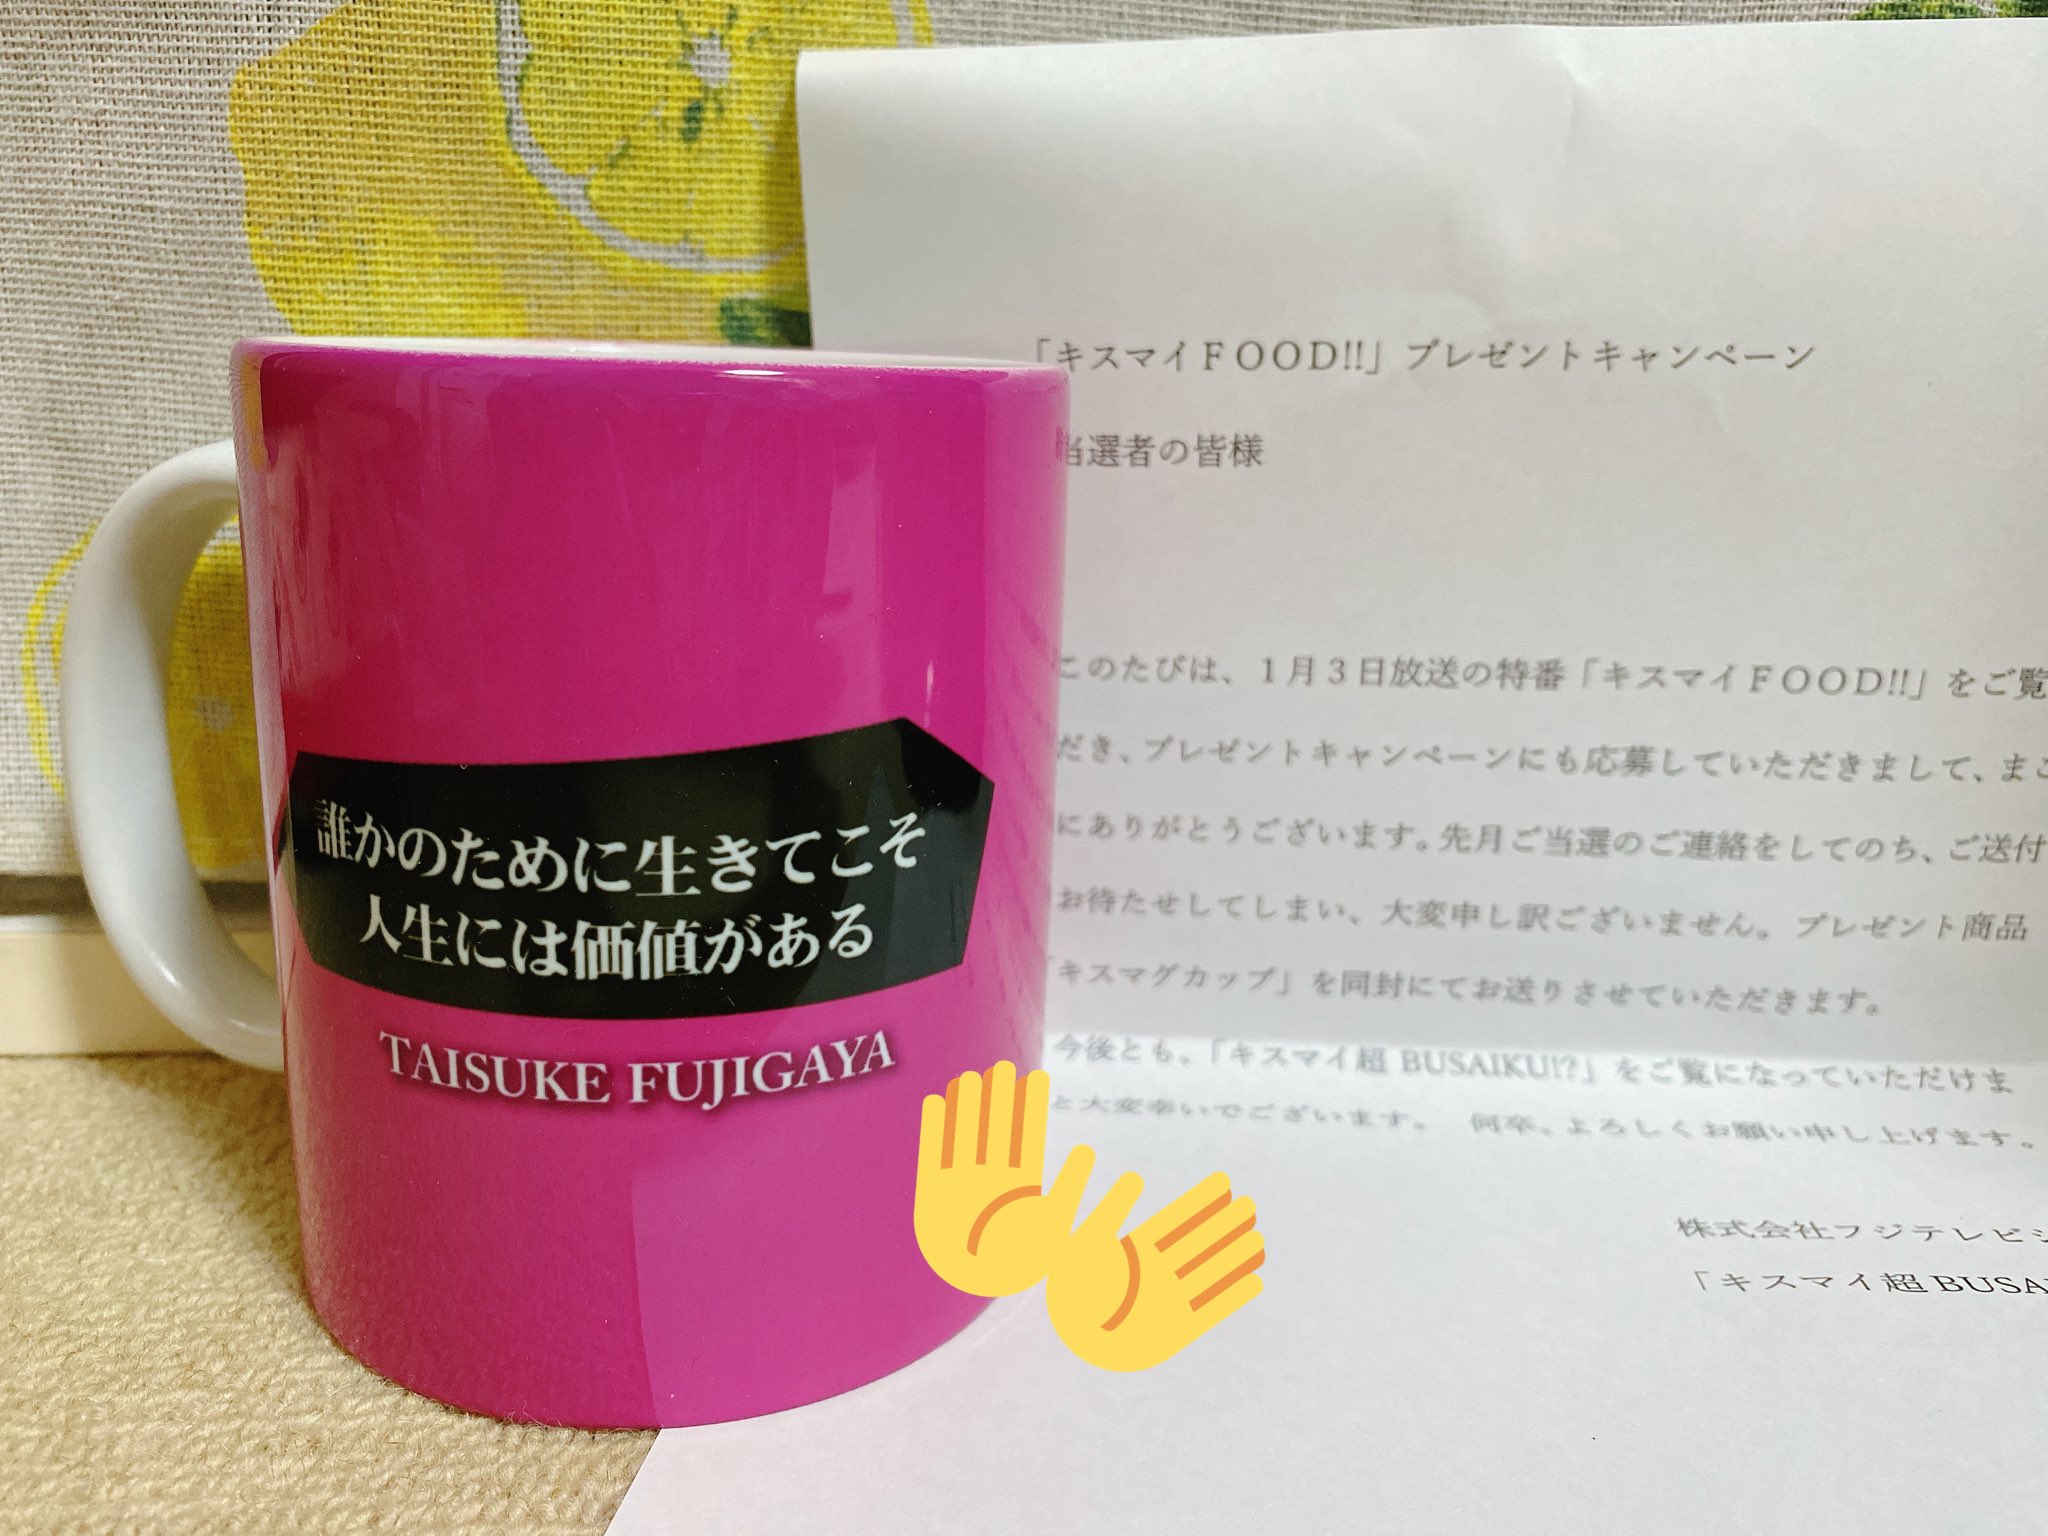 誰かのために生きてこそ
人生には価値がある
TAISUKE FUJIGAYA
「キスマイFOOD!!」プレゼントキャンペーン
当選者の皆様
このたびは、1月3日放送の特番「キスマイFOOD!!」をご覧
だき、プレゼントキャンペーンにも応募していただきまして、まこ
にありがとうございます。先月ご当選のご連絡をしてのち、ご送付
お待たせしてしまい、大変申し訳ございません。プレゼント商品
「キスマグカップ」を同封にてお送りさせていただきます。
今後とも、「キスマイ超BUSAIKU!?」をご覧になっていただけま
と大変幸いでございます。 何卒、よろしくお願い申し上げます。
株式会社フジテレビジ
「キスマイ超BUSA